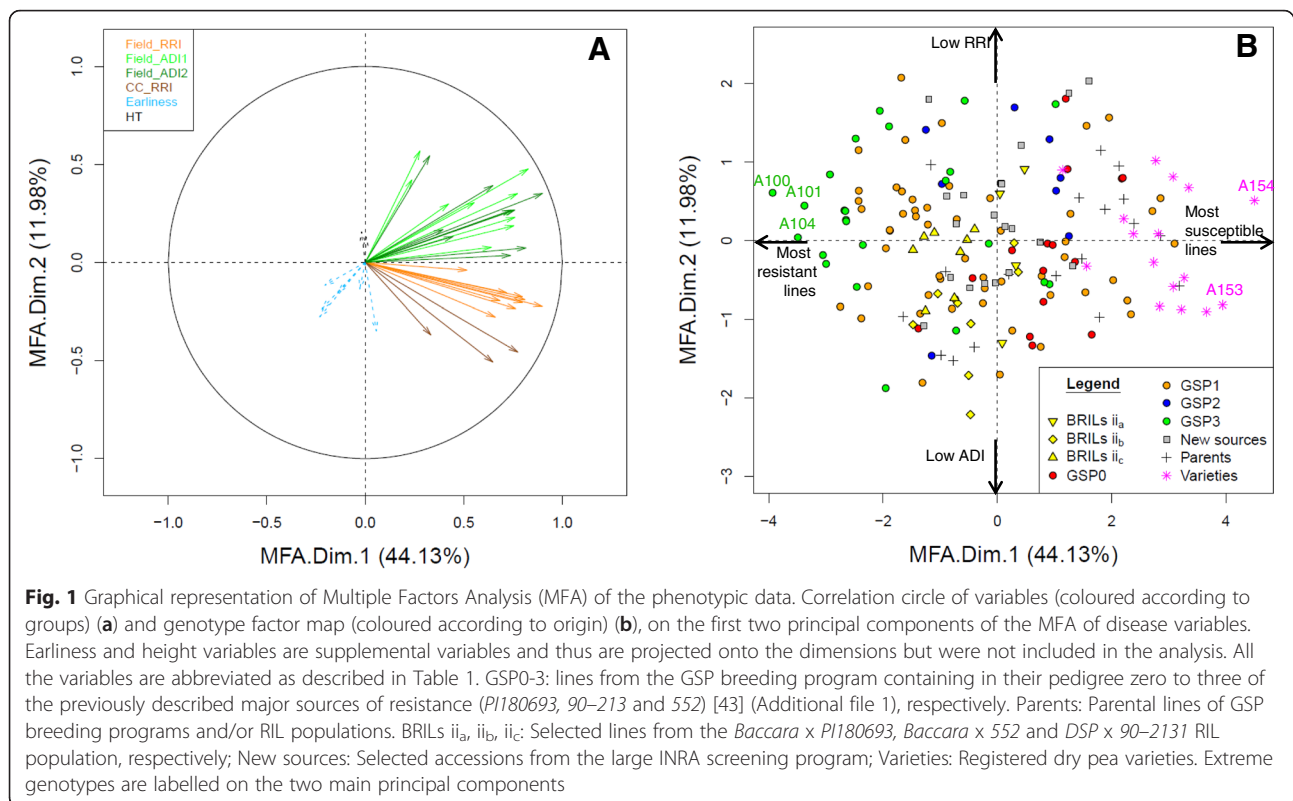 A
Field_RRI
Field_ADI1
Field_ADI2
CC_RRI
Earliness
HT
1.0
0.5
0.0
−0.5
−1.0
−1.0
−0.5
0.0
0.5
1.0
MFA.Dim.2 (11.98%)
MFA.Dim.1 (44.13%)
B
Low RRI
A100
A101
A104
A154
A153
Most resistant lines
Most susceptible lines
Low ADI
2
1
0
−1
−2
−3
−4
−2
0
2
4
MFA.Dim.2 (11.98%)
MFA.Dim.1 (44.13%)
Legend
BRILs iia
BRILs iib
BRILs iic
GSP0
GSP1
GSP2
GSP3
New sources
Parents
Varieties
Fig. 1 Graphical representation of Multiple Factors Analysis (MFA) of the phenotypic data. Correlation circle of variables (coloured according to
groups) (a) and genotype factor map (coloured according to origin) (b), on the first two principal components of the MFA of disease variables.
Earliness and height variables are supplemental variables and thus are projected onto the dimensions but were not included in the analysis. All
the variables are abbreviated as described in Table 1. GSP0-3: lines from the GSP breeding program containing in their pedigree zero to three of
the previously described major sources of resistance (PI180693, 90–213 and 552) [43] (Additional file 1), respectively. Parents: Parental lines of GSP
breeding programs and/or RIL populations. BRILs iia, iib, iic: Selected lines from the Baccara x PI180693, Baccara x 552 and DSP x 90–2131 RIL
population, respectively; New sources: Selected accessions from the large INRA screening program; Varieties: Registered dry pea varieties. Extreme
genotypes are labelled on the two main principal components